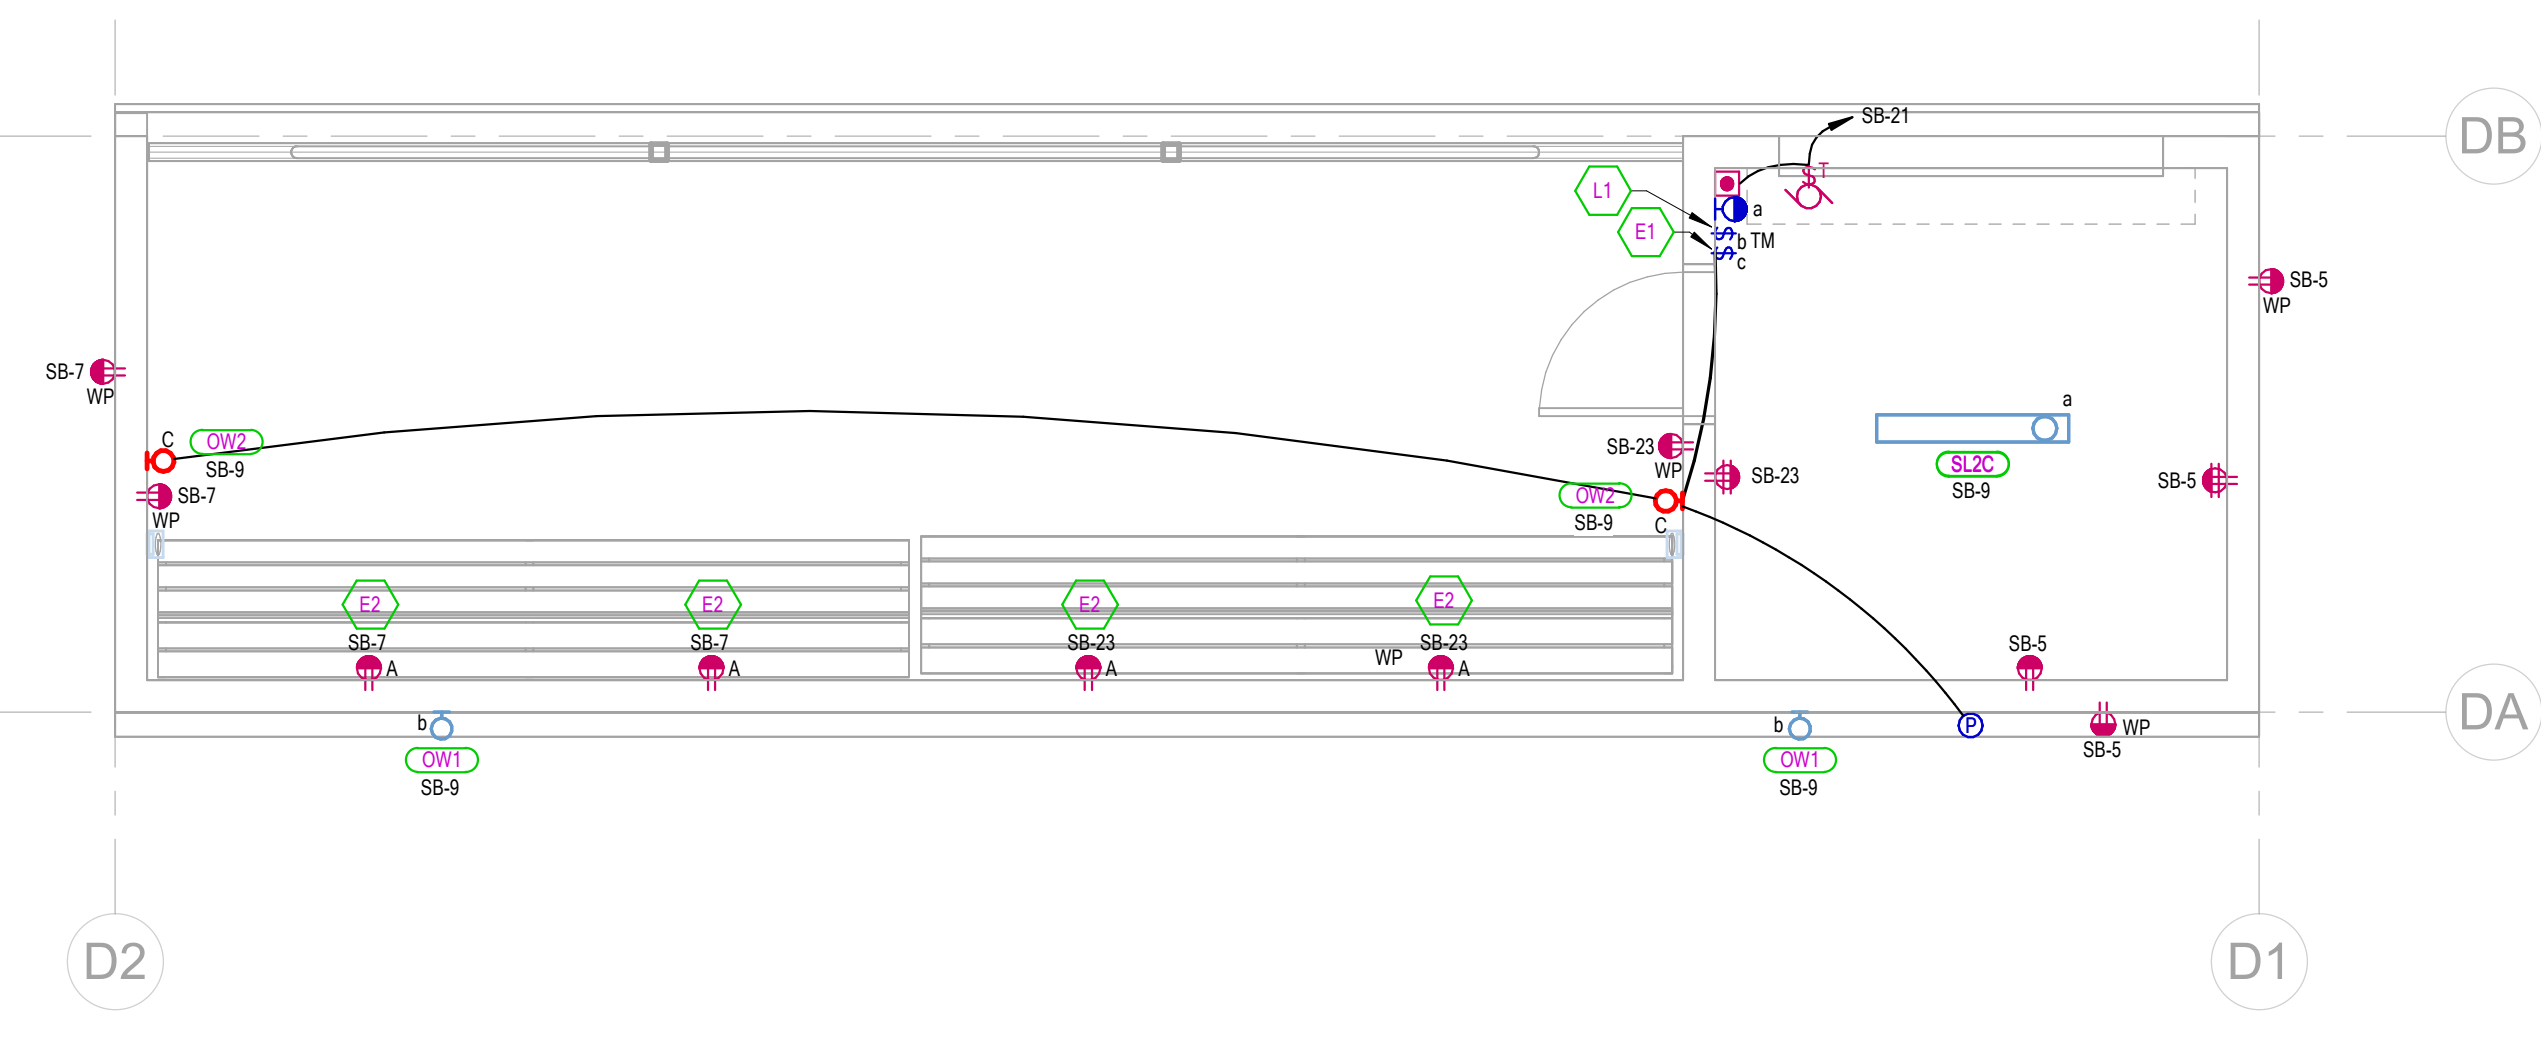 SB-21
DB
T
L1
a
E1
b TM
c
SB-5
WP
SB-7
WP
a
C
OW2
SB-9
SB-23
WP
SL2C
SB-9
SB-23
SB-5
SB-7
WP
OW2
SB-9
C
E2
SB-7
A
E2
SB-7
A
E2
SB-23
A
E2
SB-23
WP
A
SB-5
b
OW1
SB-9
b
OW1
SB-9
P
WP
SB-5
DA
D2
D1